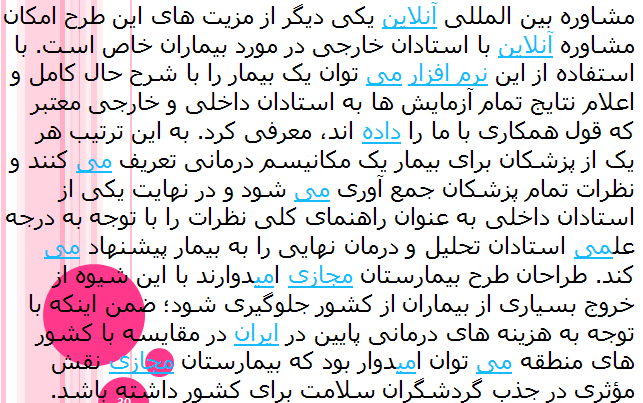 مشاوره بین المللی آنلاین یکی دیگر از مزیت های این طرح امکان
مشاوره آنلاین با استادان خارجی در مورد بیماران خاص است. با
استفاده از این نرم افزار می توان یک بیمار را با شرح حال کامل و
اعلام نتایج تمام آزمایش ها به استادان داخلی و خارجی معتبر
که قول همکاری با ما را داده اند، معرفی کرد. به این ترتیب هر
یک از پزشکان برای بیمار یک مکانیسم درمانی تعریف می کنند و
نظرات تمام پزشکان جمع آوری می شود و در نهایت یکی از
استادان داخلی به عنوان راهنمای کلی نظرات را با توجه به درجه
علمی استادان تحلیل و درمان نهایی را به بیمار پیشنهاد می
کند. طراحان طرح بیمارستان مجازی امیدوارند با این شیوه از
خروج بسیاری از بیماران از کشور جلوگیری شود؛ ضمن اینکه با
توجه به هزینه های درمانی پایین در ایران در مقایسه با کشور
های منطقه می توان امیدوار بود که بیمارستان مجازی نقش
مؤثری در جذب گردشگران سلامت برای کشور داشته باشد.